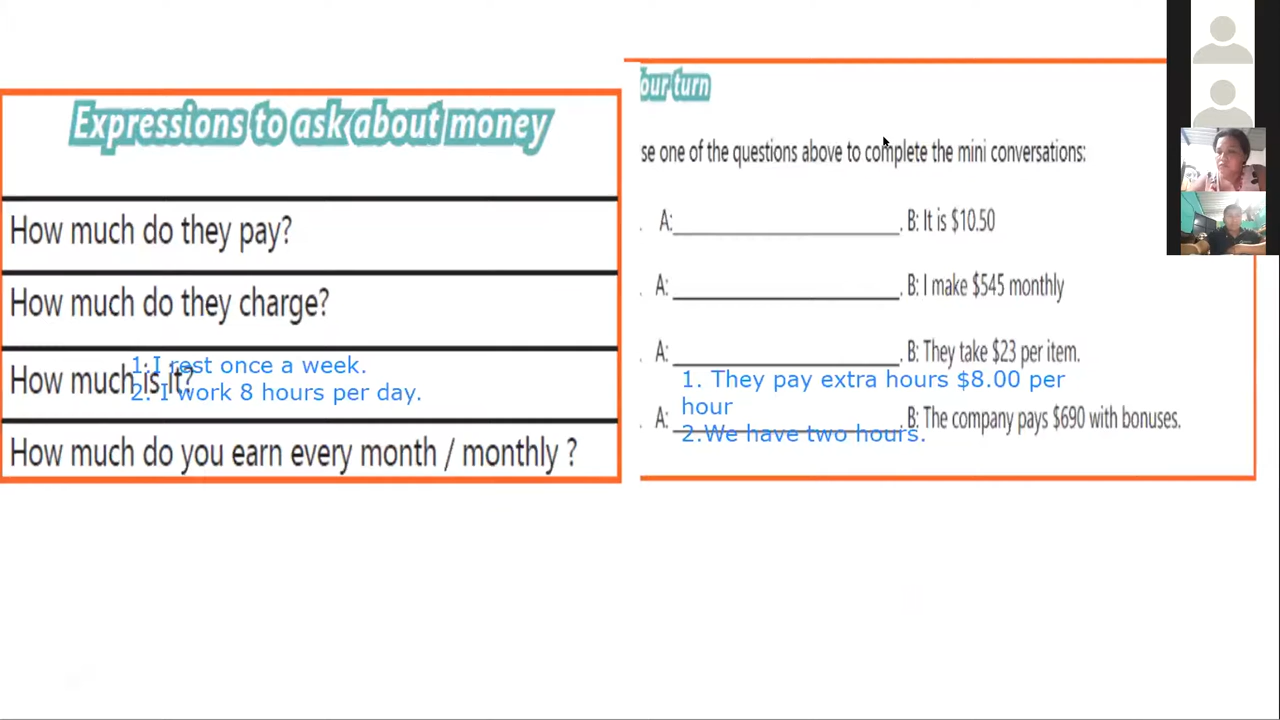 Expressions to ask about money
How much do they pay?
How much do they charge?
How much is it?
1.I rest once a week.
2. I work 8 hours per day.
How much do you earn every month / monthly ?
our turn
se one of the questions above to complete the mini conversations:
. A:____________________. B: It is $10.50
. A: ____________________. B: I make $545 monthly
. A: ____________________. B: They take $23 per item.
1. They pay extra hours $8.00 per
hour
. A: ____________________. B: The company pays $690 with bonuses.
2.We have two hours.